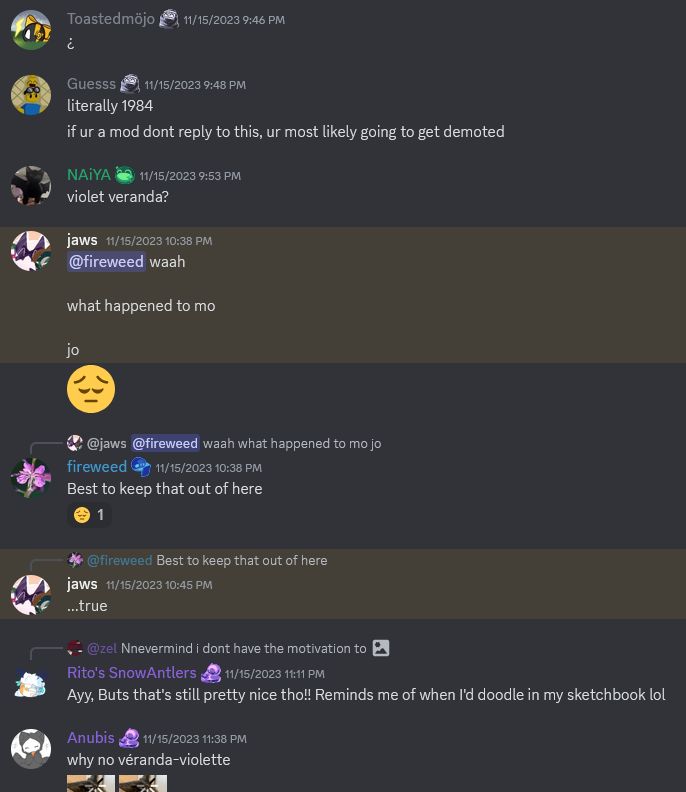 Toastedmöjo 11/15/2023 9:46 PM
¿
Guesss 11/15/2023 9:48 PM
literally 1984
if ur a mod dont reply to this, ur most likely going to get demoted
NAiYA 11/15/2023 9:53 PM
violet veranda?
jaws 11/15/2023 10:38 PM
@fireweed waah
what happened to mo
jo
@jaws @fireweed waah what happened to mo jo
fireweed 11/15/2023 10:38 PM
Best to keep that out of here
1
@fireweed Best to keep that out of here
jaws 11/15/2023 10:45 PM
...true
@zel Nnevermind i dont have the motivation to
Rito's SnowAntlers 11/15/2023 11:11 PM
Ayy, Buts that's still pretty nice tho!! Reminds me of when I'd doodle in my sketchbook lol
Anubis 11/15/2023 11:38 PM
why no véranda-violette